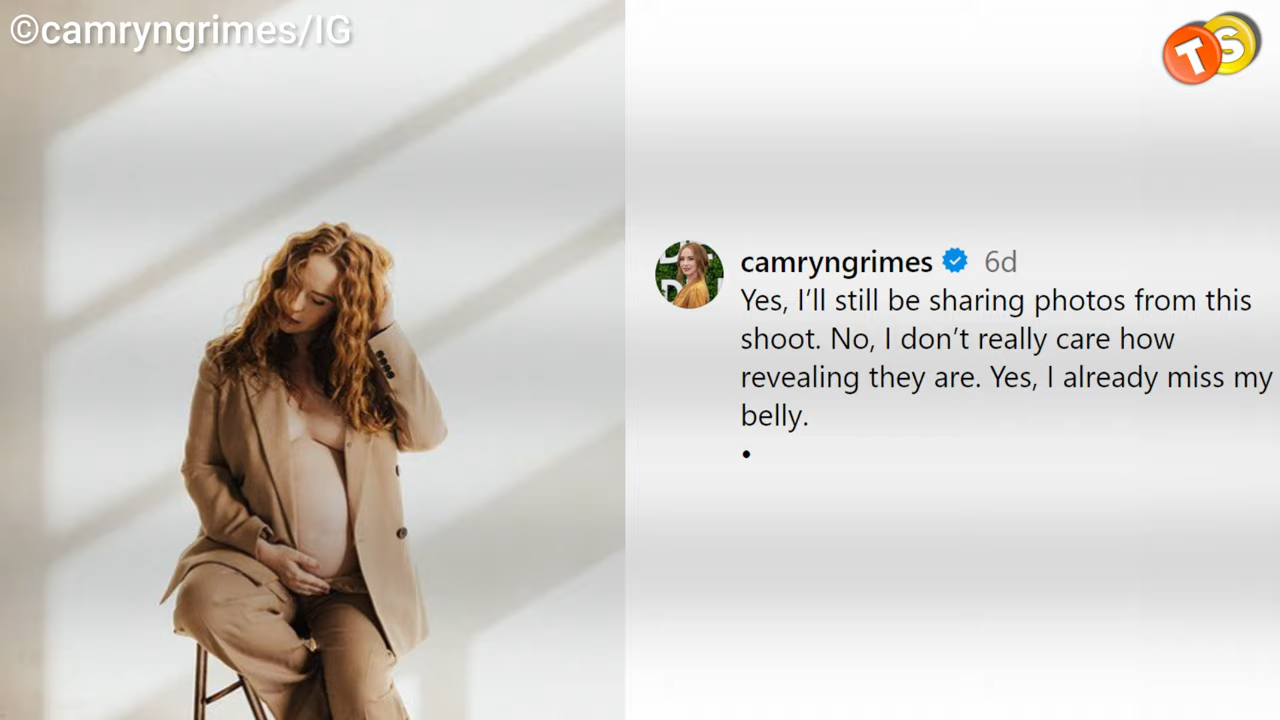 ©camryngrimes/IG
TS
camryngrimes 6d
Yes, I’ll still be sharing photos from this
shoot. No, I don’t really care how
revealing they are. Yes, I already miss my
belly.
•